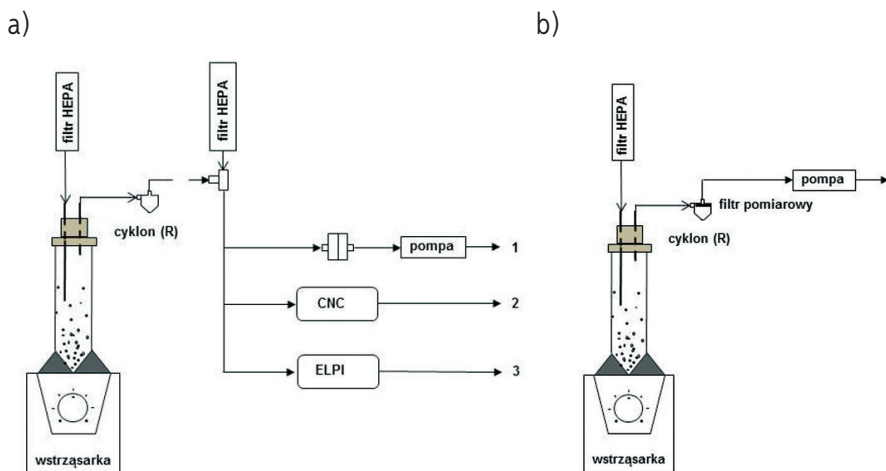 a)
filtr HEPA
filtr HEPA
cyklon (R)
pompa
1
CNC
2
ELPI
3
wstrząsarka
b)
filtr HEPA
pompa
filtr pomiarowy
cyklon (R)
wstrząsarka